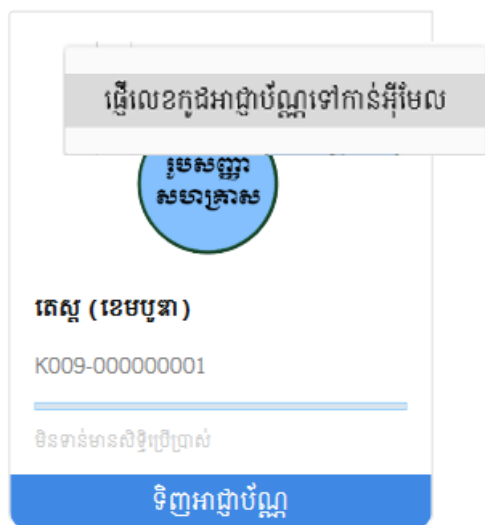 ផ្ញើលេខកូដអាជ្ញាប័ណ្ណទៅកាន់អ៊ីមែល
រូបសញ្ញា
សហគ្រាស
តេស្ត (ខេមបូឌា)
K009-000000001
មិនទាន់មានសិទ្ធិប្រើប្រាស់
ទិញអាជ្ញាប័ណ្ណ